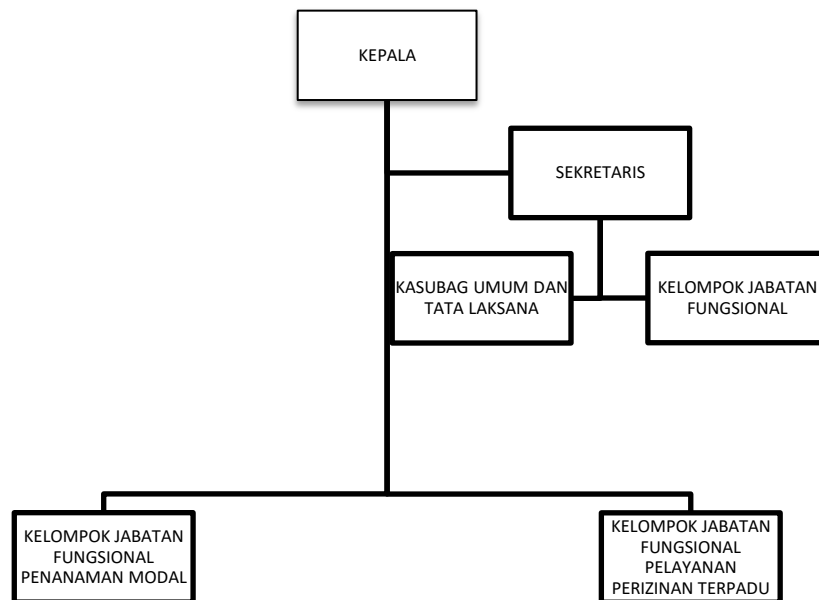 KEPALA
SEKRETARIS
KASUBAG UMUM DAN
TATA LAKSANA
KELOMPOK JABATAN
FUNGSIONAL
KELOMPOK JABATAN
FUNGSIONAL
PENANAMAN MODAL
KELOMPOK JABATAN
FUNGSIONAL
PELAYANAN
PERIZINAN TERPADU